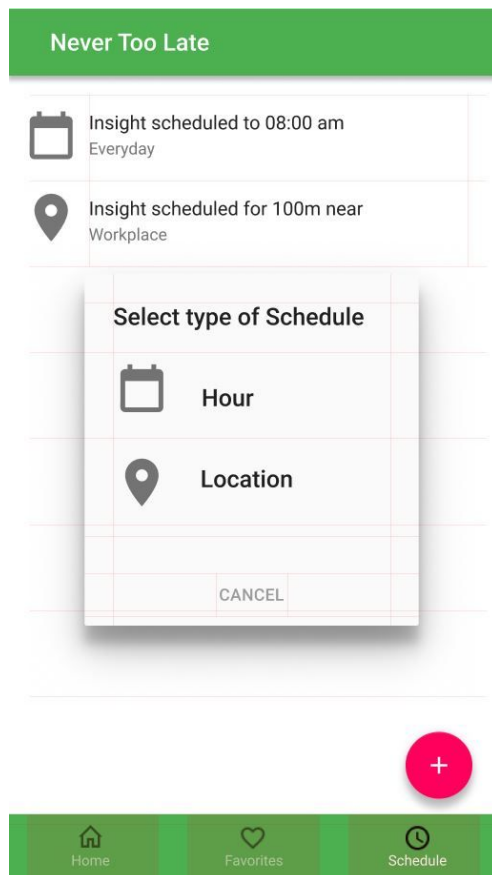 Never Too Late
Insight scheduled to 08:00 am
Everyday
Insight scheduled for 100m near
Workplace
Select type of Schedule
Hour
Location
CANCEL
+
Home
Favorites
Schedule